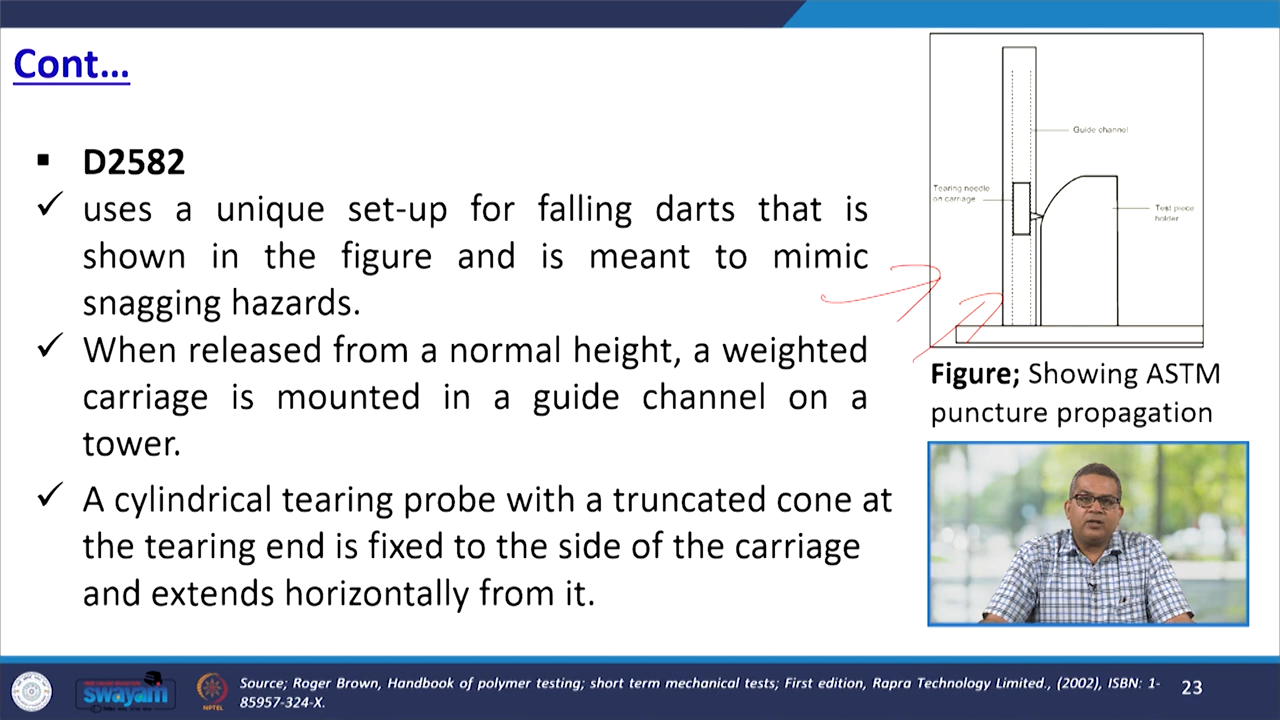 Cont...
▪ D2582
✓ uses a unique set-up for falling darts that is
shown in the figure and is meant to mimic
snagging hazards.
✓ When released from a normal height, a weighted
carriage is mounted in a guide channel on a
tower.
✓ A cylindrical tearing probe with a truncated cone at
the tearing end is fixed to the side of the carriage
and extends horizontally from it.
Guide channel
Tearing needle
on carriage
Test piece
holder
Figure; Showing ASTM
puncture propagation
swayam
NPTEL
Source; Roger Brown, Handbook of polymer testing; short term mechanical tests; First edition, Rapra Technology Limited., (2002), ISBN: 1-
85957-324-X.
23